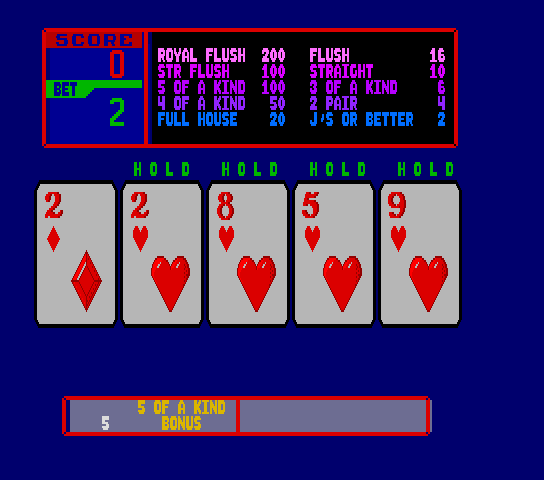 SCORE
0
BET
2
ROYAL FLUSH 200 FLUSH 16
STR FLUSH 100 STRAIGHT 10
5 OF A KIND 100 3 OF A KIND 6
4 OF A KIND 50 2 PAIR 4
FULL HOUSE 20 J'S OR BETTER 2
HOLD HOLD HOLD HOLD
2 2 8 5 9
5 OF A KIND
5 BONUS